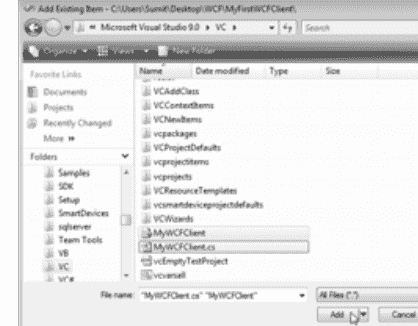 Add Existing Item - C:\Users\Sumit\Desktop\WCF\MyFirstWCFClient\
Microsoft Visual Studio 9.0 ▸ VC ▸
Search
Organize
Views
New Folder
Favorite Links
Documents
Projects
Recently Changed
More »
Folders
Samples
SDK
Setup
SmartDevices
sqlserver
Team Tools
VB
VC
VC#
Name
Date modified
Type
Size
VCAddClass
VCContextItems
VCNewItems
vcpackages
VCProjectDefaults
vcprojectitems
vcprojects
VCResourceTemplates
vcsmartdeviceprojectdefaults
VCWizards
MyWCFClient
MyWCFClient.cs
vcEmptyTestProject
File name:
"MyWCFClient.cs" "MyWCFClient"
All Files (*.*)
Add
Cancel